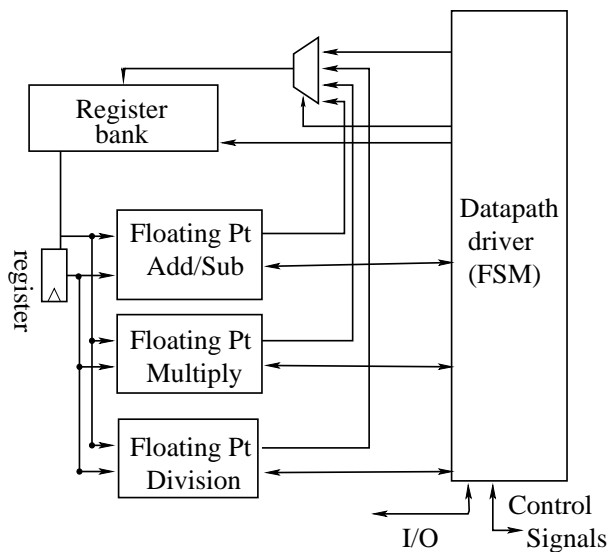 Register
bank
register
Floating Pt
Add/Sub
Floating Pt
Multiply
Floating Pt
Division
Datapath
driver
(FSM)
I/O
Control
Signals